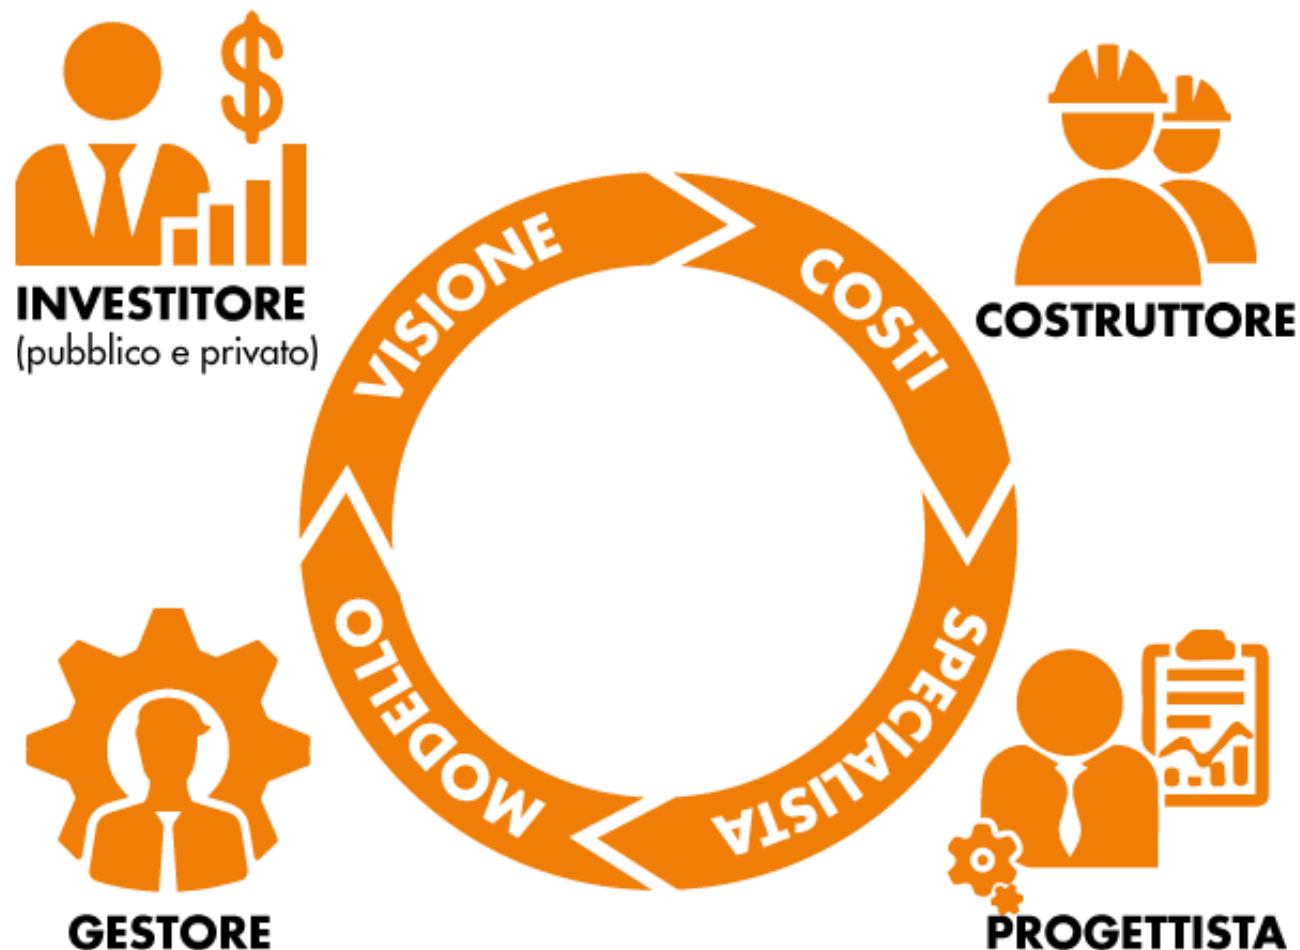 $
INVESTITORE
(pubblico e privato)
COSTRUTTORE
VISIONE
COSTI
SPECIALISTA
MODELLO
GESTORE
PROGETTISTA